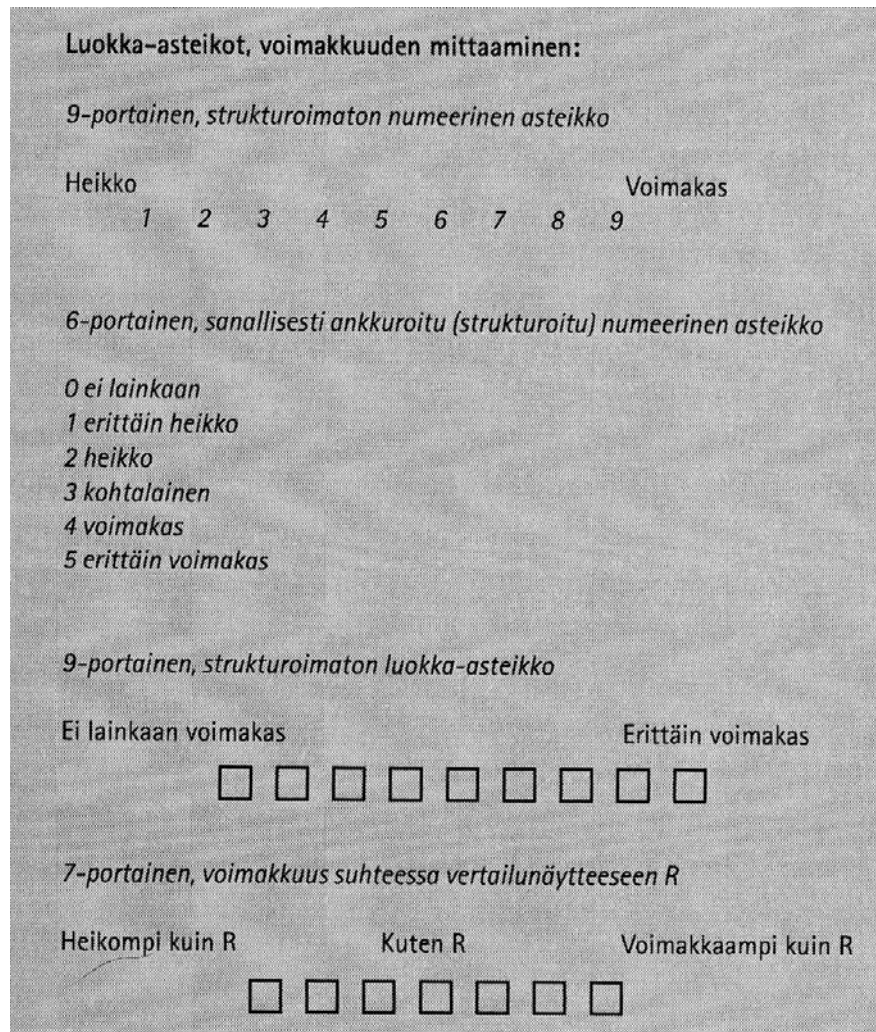 Luokka-asteikot, voimakkuuden mittaaminen:
9-portainen, strukturoimaton numeerinen asteikko
Heikko Voimakas
1 2 3 4 5 6 7 8 9
6-portainen, sanallisesti ankkuroitu (strukturoitu) numeerinen asteikko
0 ei lainkaan
1 erittäin heikko
2 heikko
3 kohtalainen
4 voimakas
5 erittäin voimakas
9-portainen, strukturoimaton luokka-asteikko
Ei lainkaan voimakas Erittäin voimakas
7-portainen, voimakkuus suhteessa vertailunäytteeseen R
Heikompi kuin R Kuten R Voimakkaampi kuin R